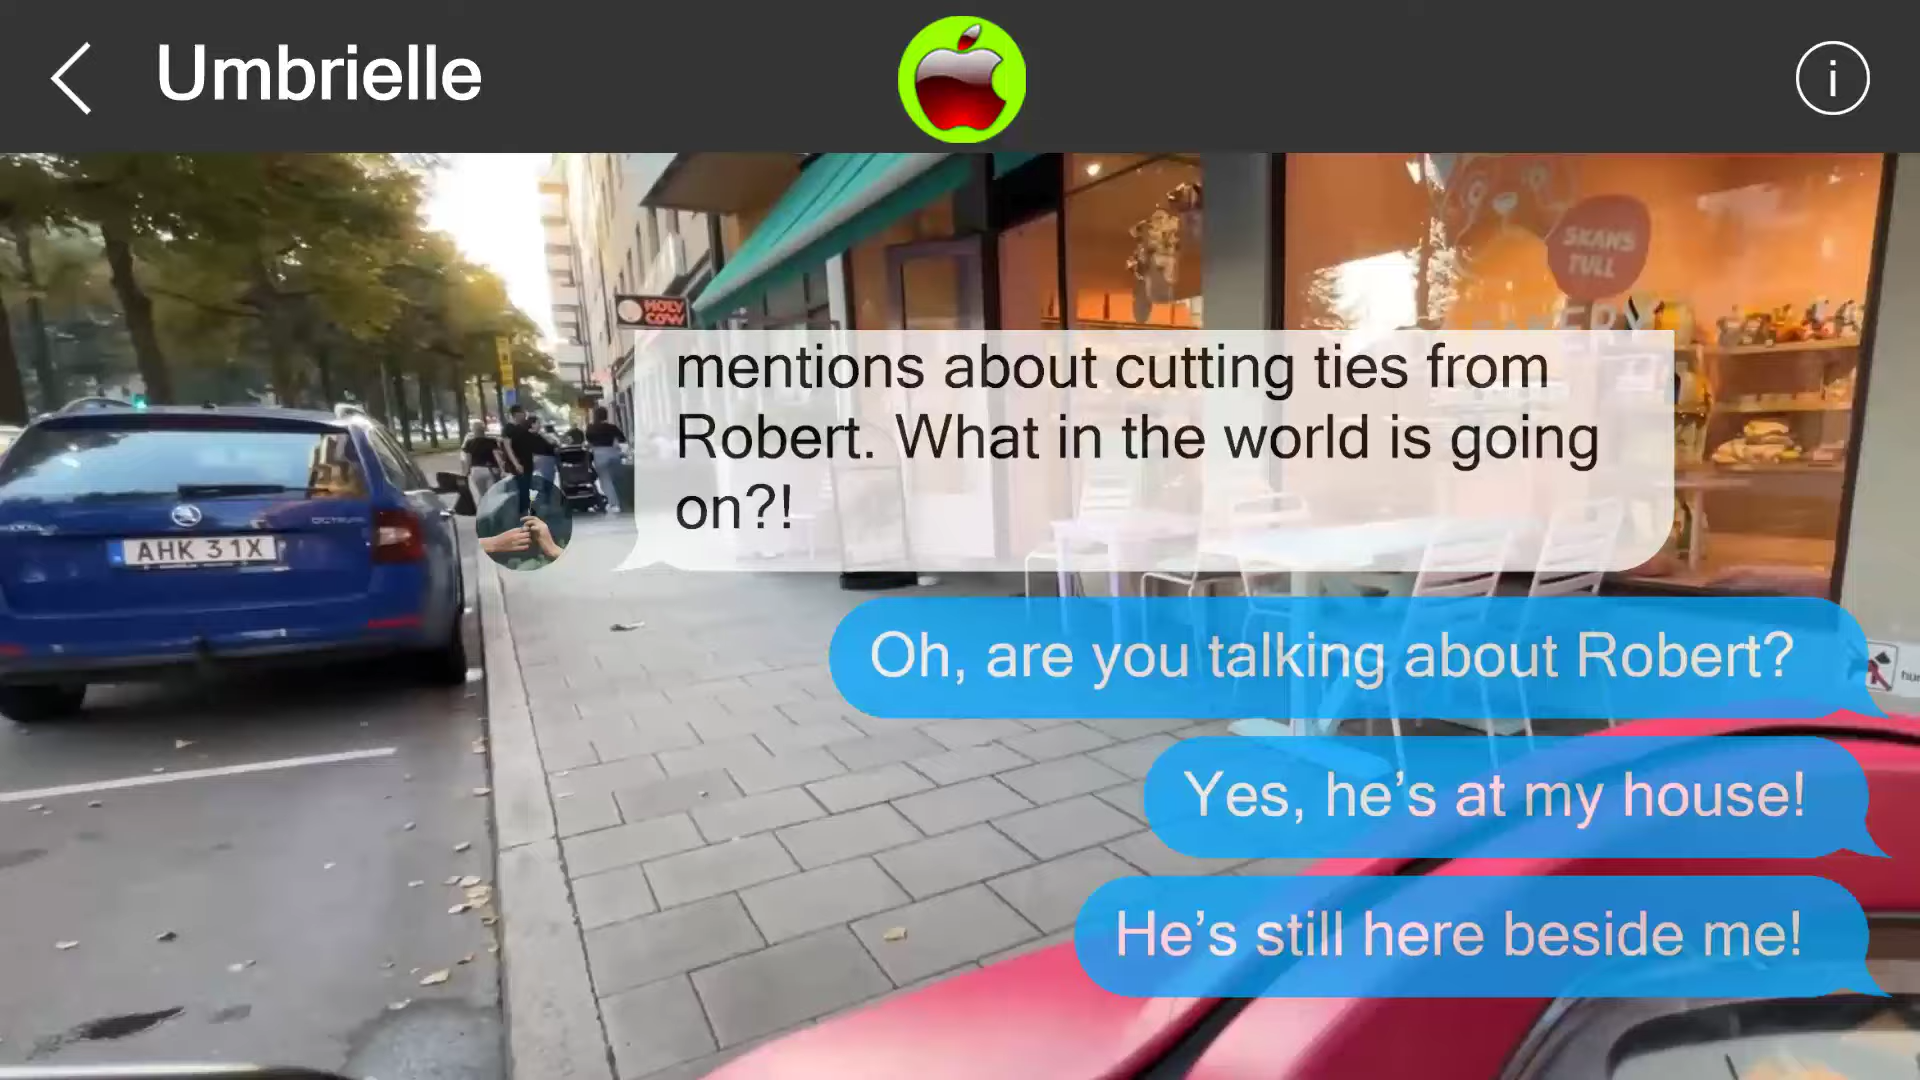 Umbrielle
i
SKANS
TULL
HOLY
COW
mentions about cutting ties from
Robert. What in the world is going
on?!
AHK 31X
Oh, are you talking about Robert?
Yes, he’s at my house!
He’s still here beside me!